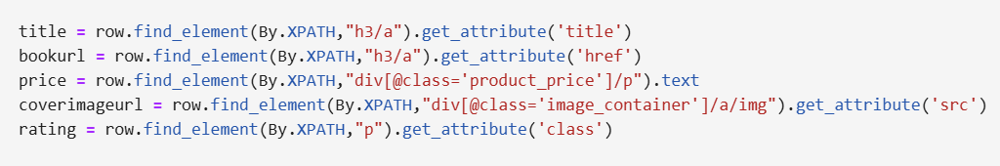 title = row.find_element(By.XPATH,"h3/a").get_attribute('title')
bookurl = row.find_element(By.XPATH,"h3/a").get_attribute('href')
price = row.find_element(By.XPATH,"div[@class='product_price']/p").text
coverimageurl = row.find_element(By.XPATH,"div[@class='image_container']/a/img").get_attribute('src')
rating = row.find_element(By.XPATH,"p").get_attribute('class')